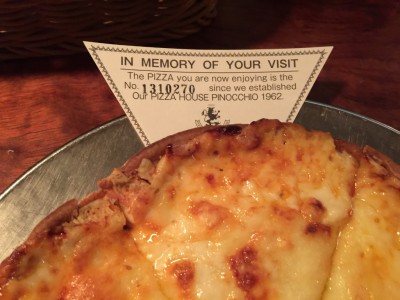 IN MEMORY OF YOUR VISIT
The PIZZA you are now enjoying is the
No. 1310270 since we established
Our PIZZA HOUSE PINOCCHIO 1962.